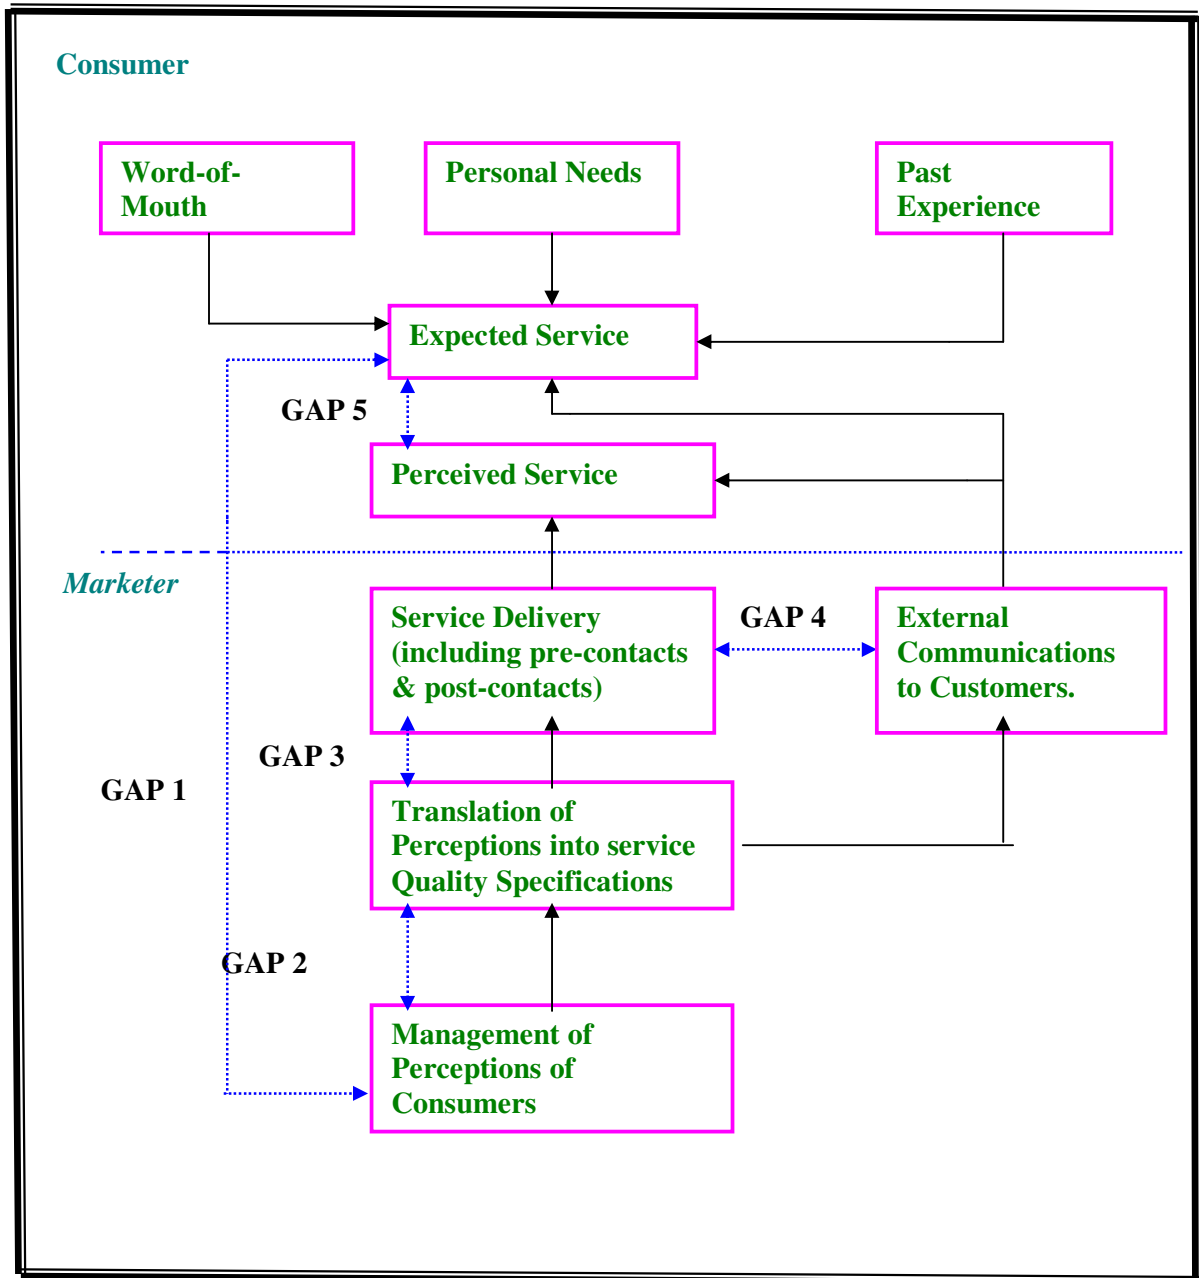 Consumer
Word-of-
Mouth
Personal Needs
Past
Experience
Expected Service
GAP 5
Perceived Service
Marketer
Service Delivery
(including pre-contacts
& post-contacts)
GAP 4
External
Communications
to Customers.
GAP 3
GAP 1
Translation of
Perceptions into service
Quality Specifications
GAP 2
Management of
Perceptions of
Consumers